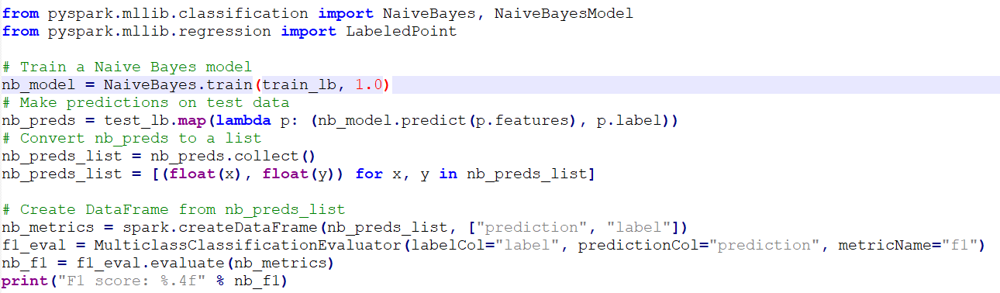 from pyspark.mllib.classification import NaiveBayes, NaiveBayesModel
from pyspark.mllib.regression import LabeledPoint
# Train a Naive Bayes model
nb_model = NaiveBayes.train(train_lb, 1.0)
# Make predictions on test data
nb_preds = test_lb.map(lambda p: (nb_model.predict(p.features), p.label))
# Convert nb_preds to a list
nb_preds_list = nb_preds.collect()
nb_preds_list = [(float(x), float(y)) for x, y in nb_preds_list]
# Create DataFrame from nb_preds_list
nb_metrics = spark.createDataFrame(nb_preds_list, ["prediction", "label"])
f1_eval = MulticlassClassificationEvaluator(labelCol="label", predictionCol="prediction", metricName="f1")
nb_f1 = f1_eval.evaluate(nb_metrics)
print("F1 score: %.4f" % nb_f1)